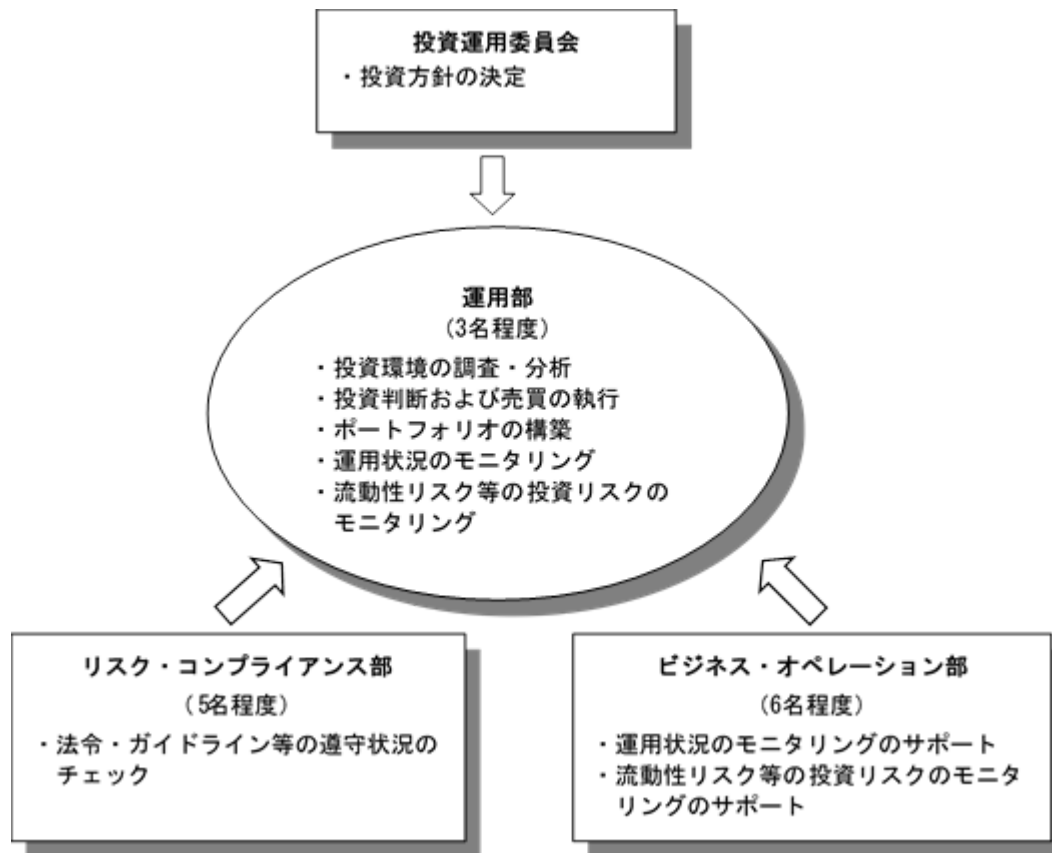 投資運用委員会
・投資方針の決定
運用部
（3名程度）
・投資環境の調査・分析
・投資判断および売買の執行
・ポートフォリオの構築
・運用状況のモニタリング
・流動性リスク等の投資リスクの
モニタリング
リスク・コンプライアンス部
（5名程度）
・法令・ガイドライン等の遵守状況の
チェック
ビジネス・オペレーション部
（6名程度）
・運用状況のモニタリングのサポート
・流動性リスク等の投資リスクのモニタ
リングのサポート